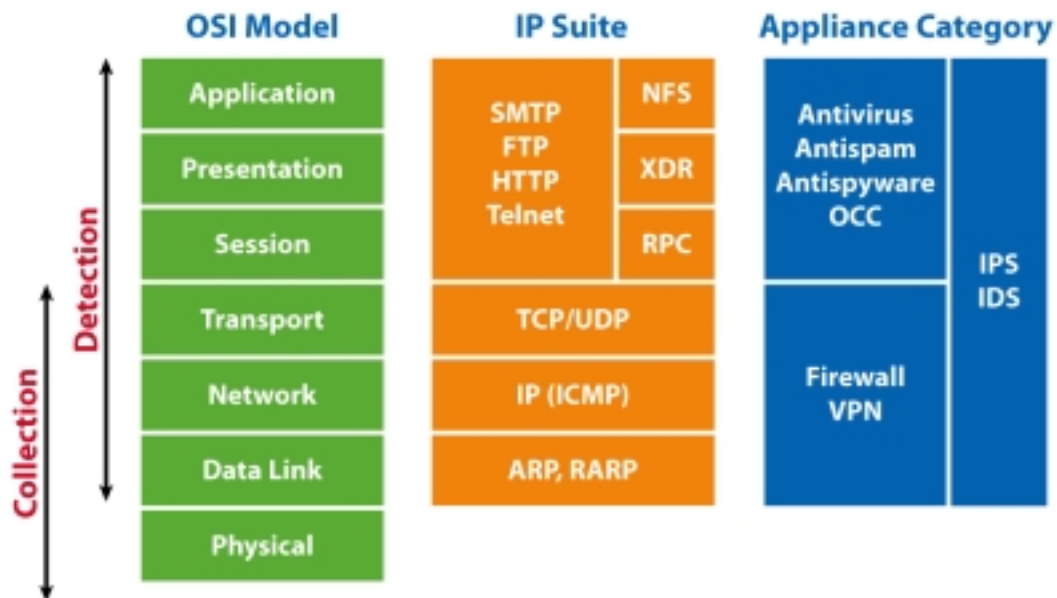 OSI Model
IP Suite
Appliance Category
Detection
Collection
Application
Presentation
Session
Transport
Network
Data Link
Physical
SMTP
FTP
HTTP
Telnet
NFS
XDR
RPC
TCP/UDP
IP (ICMP)
ARP, RARP
Antivirus
Antispam
Antispyware
OCC
Firewall
VPN
IPS
IDS